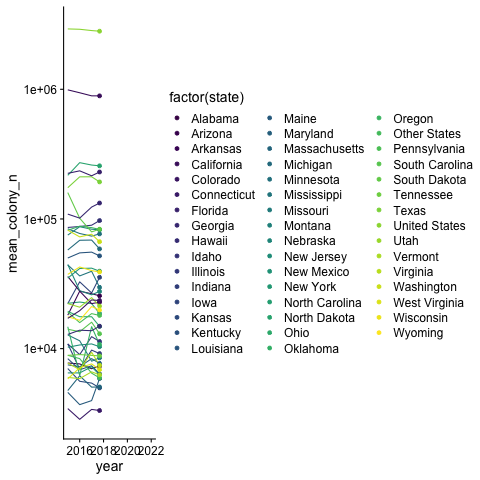 factor(state)
Alabama
Arizona
Arkansas
California
Colorado
Connecticut
Florida
Georgia
Hawaii
Idaho
Illinois
Indiana
Iowa
Kansas
Kentucky
Louisiana
Maine
Maryland
Massachusetts
Michigan
Minnesota
Mississippi
Missouri
Montana
Nebraska
New Jersey
New Mexico
New York
North Carolina
North Dakota
Ohio
Oklahoma
Oregon
Other States
Pennsylvania
South Carolina
South Dakota
Tennessee
Texas
United States
Utah
Vermont
Virginia
Washington
West Virginia
Wisconsin
Wyoming
mean_colony_n
1e+06
1e+05
1e+04
2016 2018 2020 2022
year